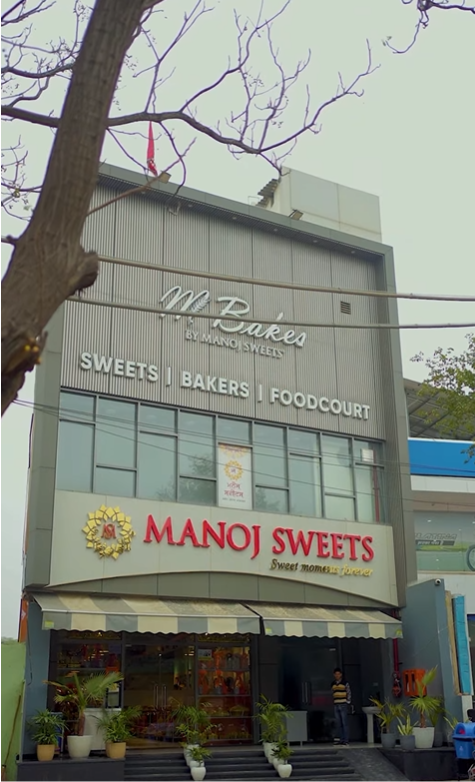 M Bakes
BY MANOJ SWEETS
SWEETS | BAKERS | FOODCOURT
MANOJ SWEETS
Sweet moments forever